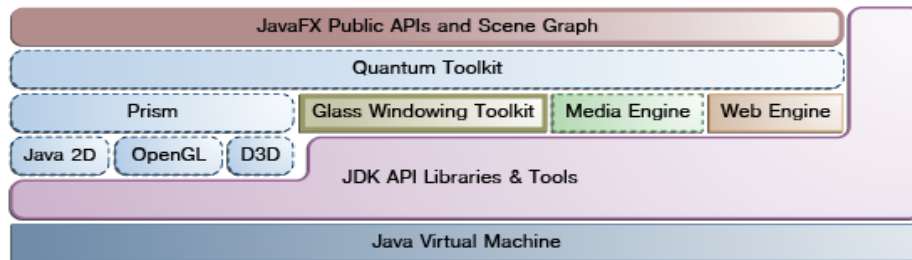 JavaFX Public APIs and Scene Graph
Quantum Toolkit
Prism
Glass Windowing Toolkit
Media Engine
Web Engine
Java 2D
OpenGL
D3D
JDK API Libraries & Tools
Java Virtual Machine